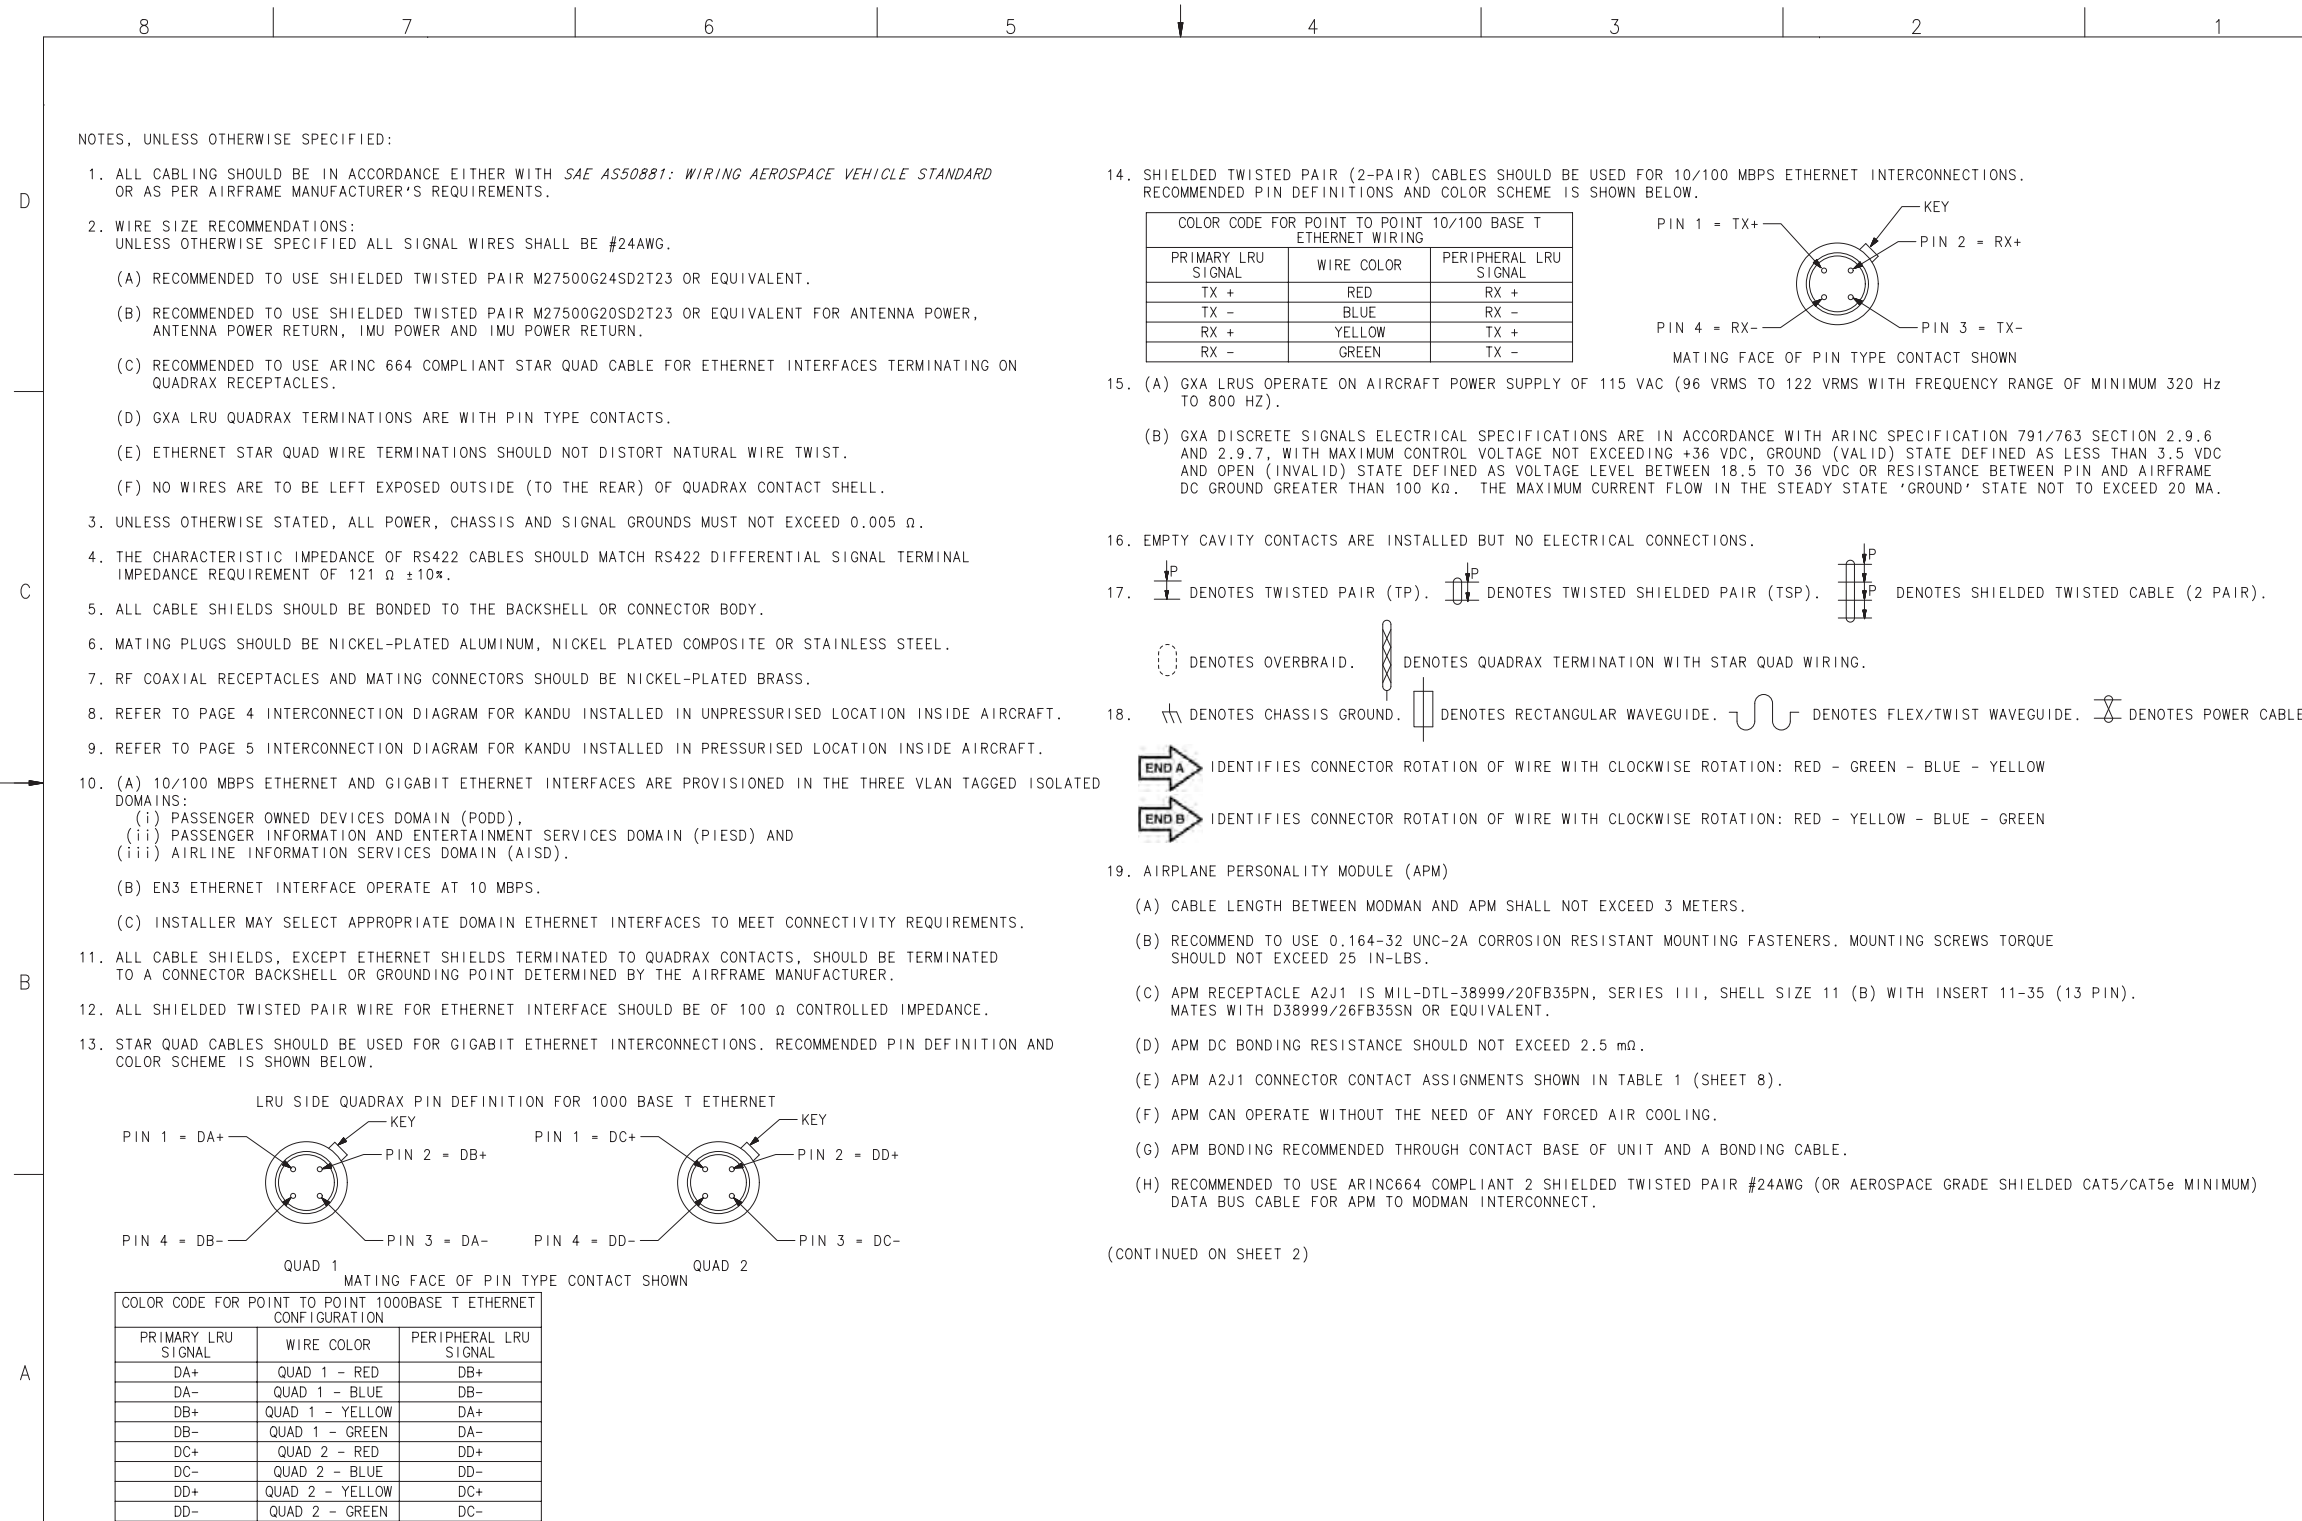 8 7 6 5 4 3 2 1
D
C
B
A
NOTES, UNLESS OTHERWISE SPECIFIED:
1. ALL CABLING SHOULD BE IN ACCORDANCE EITHER WITH SAE AS50881: WIRING AEROSPACE VEHICLE STANDARD
OR AS PER AIRFRAME MANUFACTURER'S REQUIREMENTS.
2. WIRE SIZE RECOMMENDATIONS:
UNLESS OTHERWISE SPECIFIED ALL SIGNAL WIRES SHALL BE #24AWG.
(A) RECOMMENDED TO USE SHIELDED TWISTED PAIR M27500G24SD2T23 OR EQUIVALENT.
(B) RECOMMENDED TO USE SHIELDED TWISTED PAIR M27500G20SD2T23 OR EQUIVALENT FOR ANTENNA POWER,
ANTENNA POWER RETURN, IMU POWER AND IMU POWER RETURN.
(C) RECOMMENDED TO USE ARINC 664 COMPLIANT STAR QUAD CABLE FOR ETHERNET INTERFACES TERMINATING ON
QUADRAX RECEPTACLES.
(D) GXA LRU QUADRAX TERMINATIONS ARE WITH PIN TYPE CONTACTS.
(E) ETHERNET STAR QUAD WIRE TERMINATIONS SHOULD NOT DISTORT NATURAL WIRE TWIST.
(F) NO WIRES ARE TO BE LEFT EXPOSED OUTSIDE (TO THE REAR) OF QUADRAX CONTACT SHELL.
3. UNLESS OTHERWISE STATED, ALL POWER, CHASSIS AND SIGNAL GROUNDS MUST NOT EXCEED 0.005 Ω.
4. THE CHARACTERISTIC IMPEDANCE OF RS422 CABLES SHOULD MATCH RS422 DIFFERENTIAL SIGNAL TERMINAL
IMPEDANCE REQUIREMENT OF 121 Ω ±10%.
5. ALL CABLE SHIELDS SHOULD BE BONDED TO THE BACKSHELL OR CONNECTOR BODY.
6. MATING PLUGS SHOULD BE NICKEL-PLATED ALUMINUM, NICKEL PLATED COMPOSITE OR STAINLESS STEEL.
7. RF COAXIAL RECEPTACLES AND MATING CONNECTORS SHOULD BE NICKEL-PLATED BRASS.
8. REFER TO PAGE 4 INTERCONNECTION DIAGRAM FOR KANDU INSTALLED IN UNPRESSURISED LOCATION INSIDE AIRCRAFT.
9. REFER TO PAGE 5 INTERCONNECTION DIAGRAM FOR KANDU INSTALLED IN PRESSURISED LOCATION INSIDE AIRCRAFT.
10. (A) 10/100 MBPS ETHERNET AND GIGABIT ETHERNET INTERFACES ARE PROVISIONED IN THE THREE VLAN TAGGED ISOLATED
DOMAINS:
(i) PASSENGER OWNED DEVICES DOMAIN (PODD),
(ii) PASSENGER INFORMATION AND ENTERTAINMENT SERVICES DOMAIN (PIESD) AND
(iii) AIRLINE INFORMATION SERVICES DOMAIN (AISD).
(B) EN3 ETHERNET INTERFACE OPERATE AT 10 MBPS.
(C) INSTALLER MAY SELECT APPROPRIATE DOMAIN ETHERNET INTERFACES TO MEET CONNECTIVITY REQUIREMENTS.
11. ALL CABLE SHIELDS, EXCEPT ETHERNET SHIELDS TERMINATED TO QUADRAX CONTACTS, SHOULD BE TERMINATED
TO A CONNECTOR BACKSHELL OR GROUNDING POINT DETERMINED BY THE AIRFRAME MANUFACTURER.
12. ALL SHIELDED TWISTED PAIR WIRE FOR ETHERNET INTERFACE SHOULD BE OF 100 Ω CONTROLLED IMPEDANCE.
13. STAR QUAD CABLES SHOULD BE USED FOR GIGABIT ETHERNET INTERCONNECTIONS. RECOMMENDED PIN DEFINITION AND
COLOR SCHEME IS SHOWN BELOW.
LRU SIDE QUADRAX PIN DEFINITION FOR 1000 BASE T ETHERNET
KEY
PIN 1 = DA+
PIN 2 = DB+
PIN 4 = DB-
PIN 3 = DA-
QUAD 1
KEY
PIN 1 = DC+
PIN 2 = DD+
PIN 4 = DD-
PIN 3 = DC-
QUAD 2
MATING FACE OF PIN TYPE CONTACT SHOWN
COLOR CODE FOR POINT TO POINT 1000BASE T ETHERNET
CONFIGURATION
PRIMARY LRU SIGNAL WIRE COLOR PERIPHERAL LRU SIGNAL
DA+ QUAD 1 - RED DB+
DA- QUAD 1 - BLUE DB-
DB+ QUAD 1 - YELLOW DA+
DB- QUAD 1 - GREEN DA-
DC+ QUAD 2 - RED DD+
DC- QUAD 2 - BLUE DD-
DD+ QUAD 2 - YELLOW DC+
DD- QUAD 2 - GREEN DC-
14. SHIELDED TWISTED PAIR (2-PAIR) CABLES SHOULD BE USED FOR 10/100 MBPS ETHERNET INTERCONNECTIONS.
RECOMMENDED PIN DEFINITIONS AND COLOR SCHEME IS SHOWN BELOW.
COLOR CODE FOR POINT TO POINT 10/100 BASE T
ETHERNET WIRING
PRIMARY LRU SIGNAL WIRE COLOR PERIPHERAL LRU SIGNAL
TX + RED RX +
TX - BLUE RX -
RX + YELLOW TX +
RX - GREEN TX -
KEY
PIN 1 = TX+
PIN 2 = RX+
PIN 4 = RX-
PIN 3 = TX-
MATING FACE OF PIN TYPE CONTACT SHOWN
15. (A) GXA LRUS OPERATE ON AIRCRAFT POWER SUPPLY OF 115 VAC (96 VRMS TO 122 VRMS WITH FREQUENCY RANGE OF MINIMUM 320 Hz
TO 800 HZ).
(B) GXA DISCRETE SIGNALS ELECTRICAL SPECIFICATIONS ARE IN ACCORDANCE WITH ARINC SPECIFICATION 791/763 SECTION 2.9.6
AND 2.9.7, WITH MAXIMUM CONTROL VOLTAGE NOT EXCEEDING +36 VDC, GROUND (VALID) STATE DEFINED AS LESS THAN 3.5 VDC
AND OPEN (INVALID) STATE DEFINED AS VOLTAGE LEVEL BETWEEN 18.5 TO 36 VDC OR RESISTANCE BETWEEN PIN AND AIRFRAME
DC GROUND GREATER THAN 100 KΩ. THE MAXIMUM CURRENT FLOW IN THE STEADY STATE 'GROUND' STATE NOT TO EXCEED 20 MA.
16. EMPTY CAVITY CONTACTS ARE INSTALLED BUT NO ELECTRICAL CONNECTIONS.
17. P DENOTES TWISTED PAIR (TP). P DENOTES TWISTED SHIELDED PAIR (TSP). P P DENOTES SHIELDED TWISTED CABLE (2 PAIR).
DENOTES OVERBRAID. DENOTES QUADRAX TERMINATION WITH STAR QUAD WIRING.
18. DENOTES CHASSIS GROUND. DENOTES RECTANGULAR WAVEGUIDE. DENOTES FLEX/TWIST WAVEGUIDE. DENOTES POWER CABLE
END A IDENTIFIES CONNECTOR ROTATION OF WIRE WITH CLOCKWISE ROTATION: RED - GREEN - BLUE - YELLOW
END B IDENTIFIES CONNECTOR ROTATION OF WIRE WITH CLOCKWISE ROTATION: RED - YELLOW - BLUE - GREEN
19. AIRPLANE PERSONALITY MODULE (APM)
(A) CABLE LENGTH BETWEEN MODMAN AND APM SHALL NOT EXCEED 3 METERS.
(B) RECOMMEND TO USE 0.164-32 UNC-2A CORROSION RESISTANT MOUNTING FASTENERS. MOUNTING SCREWS TORQUE
SHOULD NOT EXCEED 25 IN-LBS.
(C) APM RECEPTACLE A2J1 IS MIL-DTL-38999/20FB35PN, SERIES III, SHELL SIZE 11 (B) WITH INSERT 11-35 (13 PIN).
MATES WITH D38999/26FB35SN OR EQUIVALENT.
(D) APM DC BONDING RESISTANCE SHOULD NOT EXCEED 2.5 mΩ.
(E) APM A2J1 CONNECTOR CONTACT ASSIGNMENTS SHOWN IN TABLE 1 (SHEET 8).
(F) APM CAN OPERATE WITHOUT THE NEED OF ANY FORCED AIR COOLING.
(G) APM BONDING RECOMMENDED THROUGH CONTACT BASE OF UNIT AND A BONDING CABLE.
(H) RECOMMENDED TO USE ARINC664 COMPLIANT 2 SHIELDED TWISTED PAIR #24AWG (OR AEROSPACE GRADE SHIELDED CAT5/CAT5e MINIMUM)
DATA BUS CABLE FOR APM TO MODMAN INTERCONNECT.
(CONTINUED ON SHEET 2)